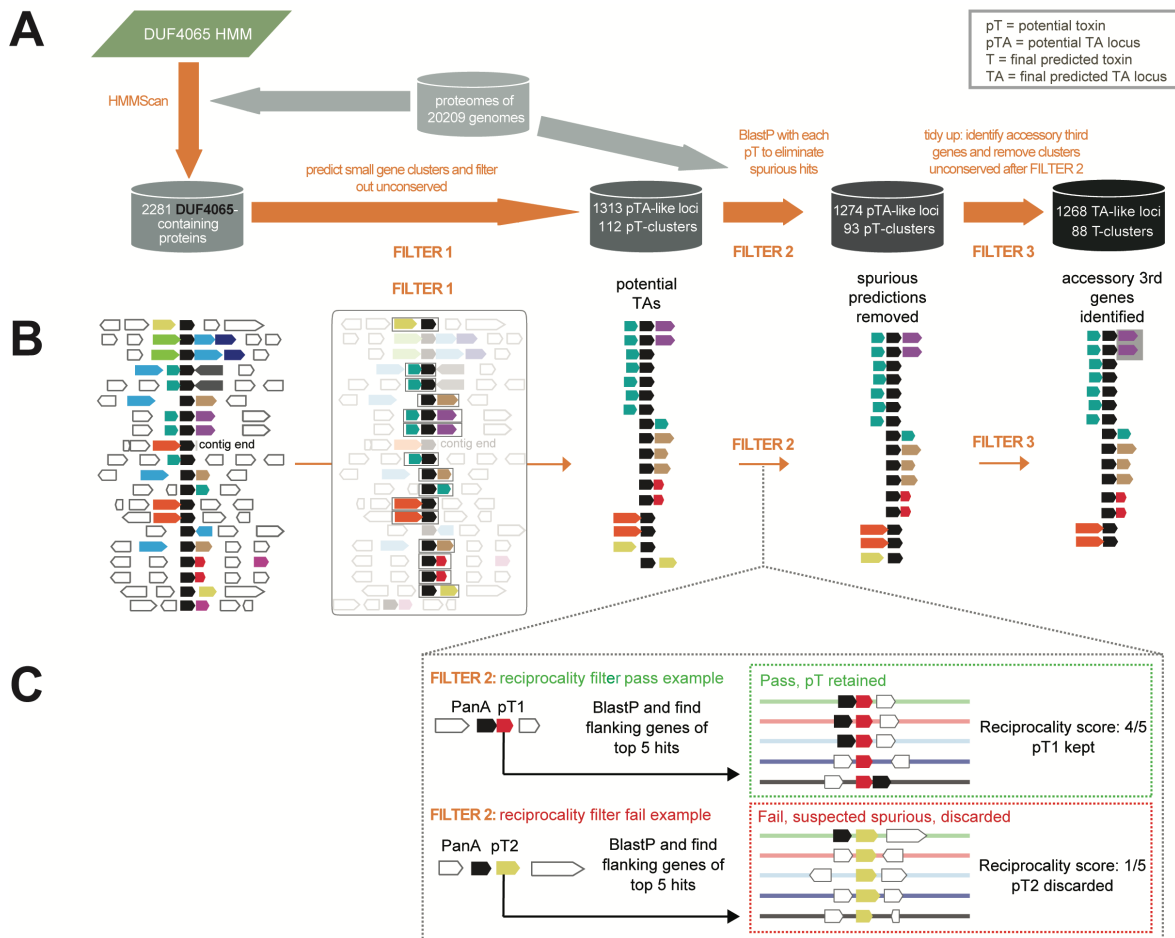 A
DUF4065 HMM
pT = potential toxin
pTA = potential TA locus
T = final predicted toxin
TA = final predicted TA locus
HMMScan
proteomes of
20209 genomes
predict small gene clusters and filter
out unconserved
BlastP with each
pT to eliminate
spurious hits
tidy up: identify accessory third
genes and remove clusters
unconserved after FILTER 2
2281 DUF4065-
containing
proteins
1313 pTA-like loci
112 pT-clusters
1274 pTA-like loci
93 pT-clusters
1268 TA-like loci
88 T-clusters
FILTER 1
FILTER 2
FILTER 3
B
FILTER 1
potential
TAs
spurious
predictions
removed
accessory 3rd
genes
identified
contig end
contig end
FILTER 2
FILTER 3
C
FILTER 2: reciprocality filter pass example
PanA pT1
BlastP and find
flanking genes of
top 5 hits
Pass, pT retained
Reciprocality score: 4/5
pT1 kept
FILTER 2: reciprocality filter fail example
PanA pT2
BlastP and find
flanking genes of
top 5 hits
Fail, suspected spurious, discarded
Reciprocality score: 1/5
pT2 discarded